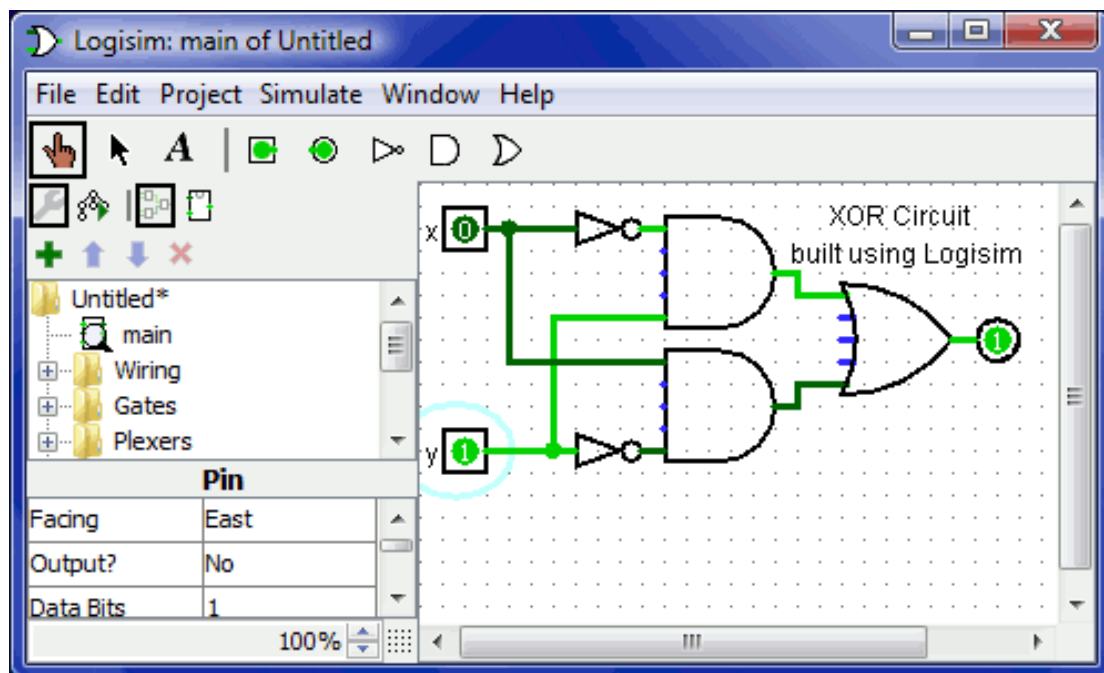 Logisim: main of Untitled
File Edit Project Simulate Window Help
A
Untitled*
main
Wiring
Gates
Plexers
Pin
Facing East
Output? No
Data Bits 1
100%
XOR Circuit
built using Logisim
x 0
1
y 1